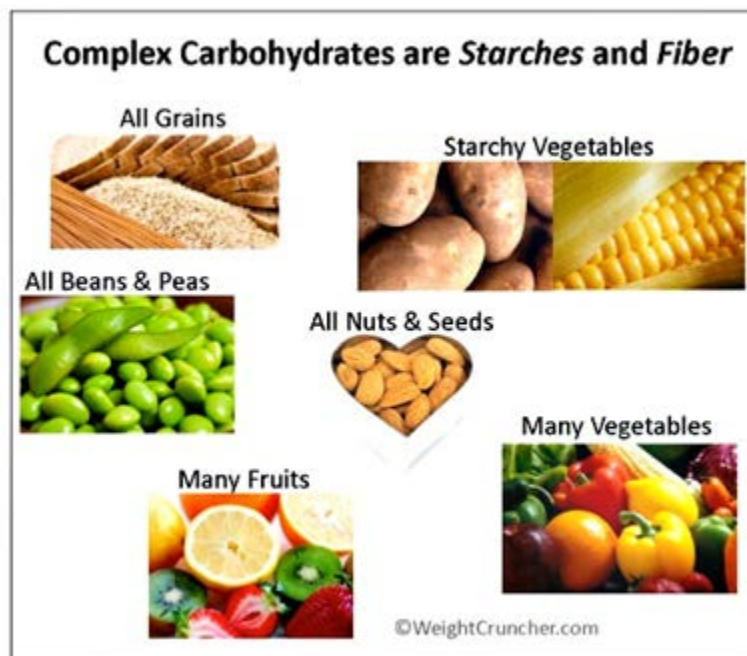 Complex Carbohydrates are Starches and Fiber
All Grains
Starchy Vegetables
All Beans & Peas
All Nuts & Seeds
Many Vegetables
Many Fruits
©WeightCruncher.com